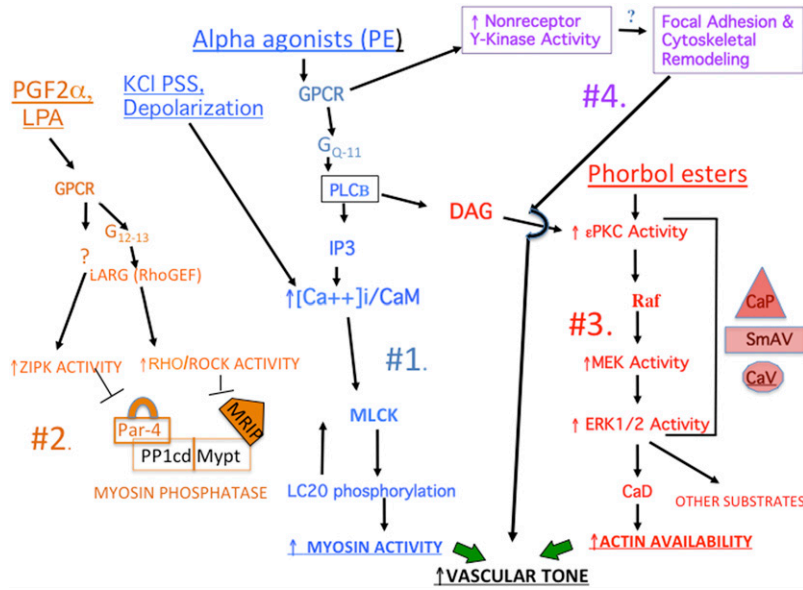 ↑ Nonreceptor
Y-Kinase Activity
?
Focal Adhesion &
Cytoskeletal
Remodeling
Alpha agonists (PE)
#4.
PGF2α,
LPA
KCl PSS,
Depolarization
GPCR
GQ-11
PLCB
DAG
IP3
↑[Ca++]i/CaM
#1.
MLCK
LC20 phosphorylation
↑ MYOSIN ACTIVITY
GPCR
G12-13
?
LARG (RhoGEF)
↑ZIPK ACTIVITY
↑RHO/ROCK ACTIVITY
#2.
Par-4
MRIP
PP1cd
Mypt
MYOSIN PHOSPHATASE
Phorbol esters
↑ εPKC Activity
Raf
#3.
↑MEK Activity
↑ ERK1/2 Activity
CaP
SmAV
CaV
CaD
OTHER SUBSTRATES
↑ACTIN AVAILABILITY
↑VASCULAR TONE